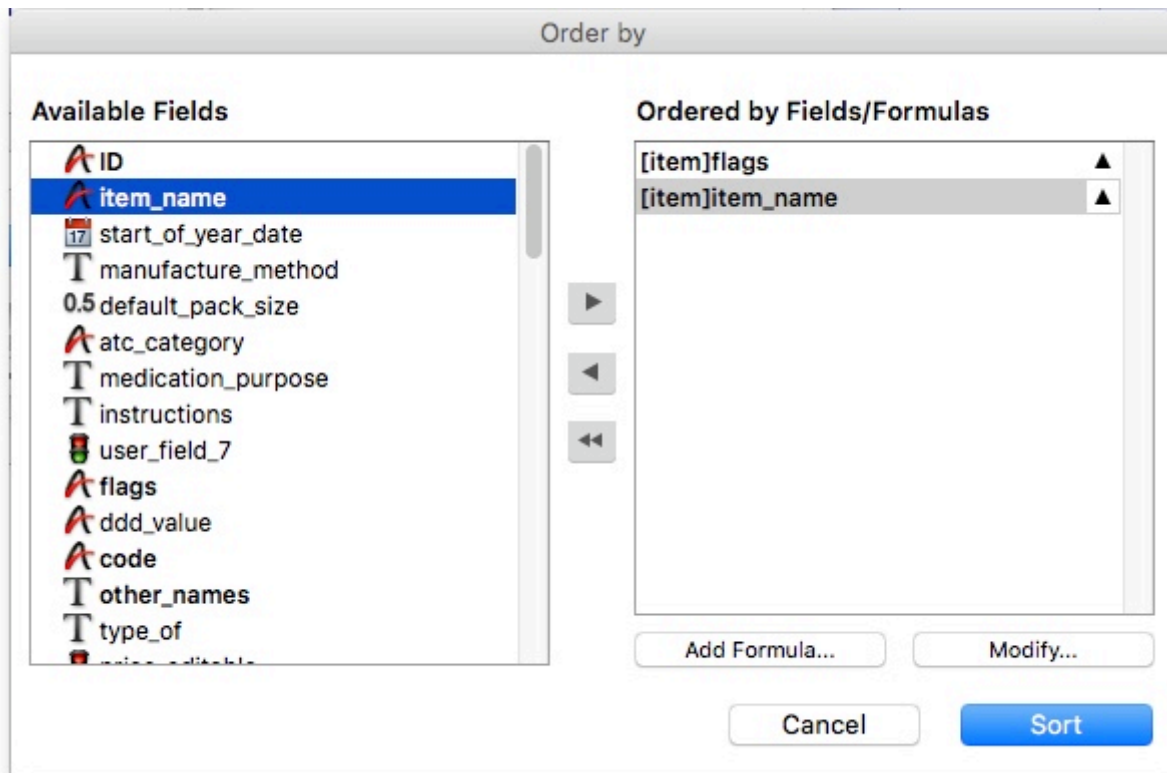 Order by
Available Fields
ID
item_name
17 start_of_year_date
T manufacture_method
0.5 default_pack_size
atc_category
T medication_purpose
T instructions
user_field_7
flags
ddd_value
code
T other_names
T type_of
Ordered by Fields/Formulas
[item]flags
[item]item_name
Add Formula...
Modify...
Cancel
Sort